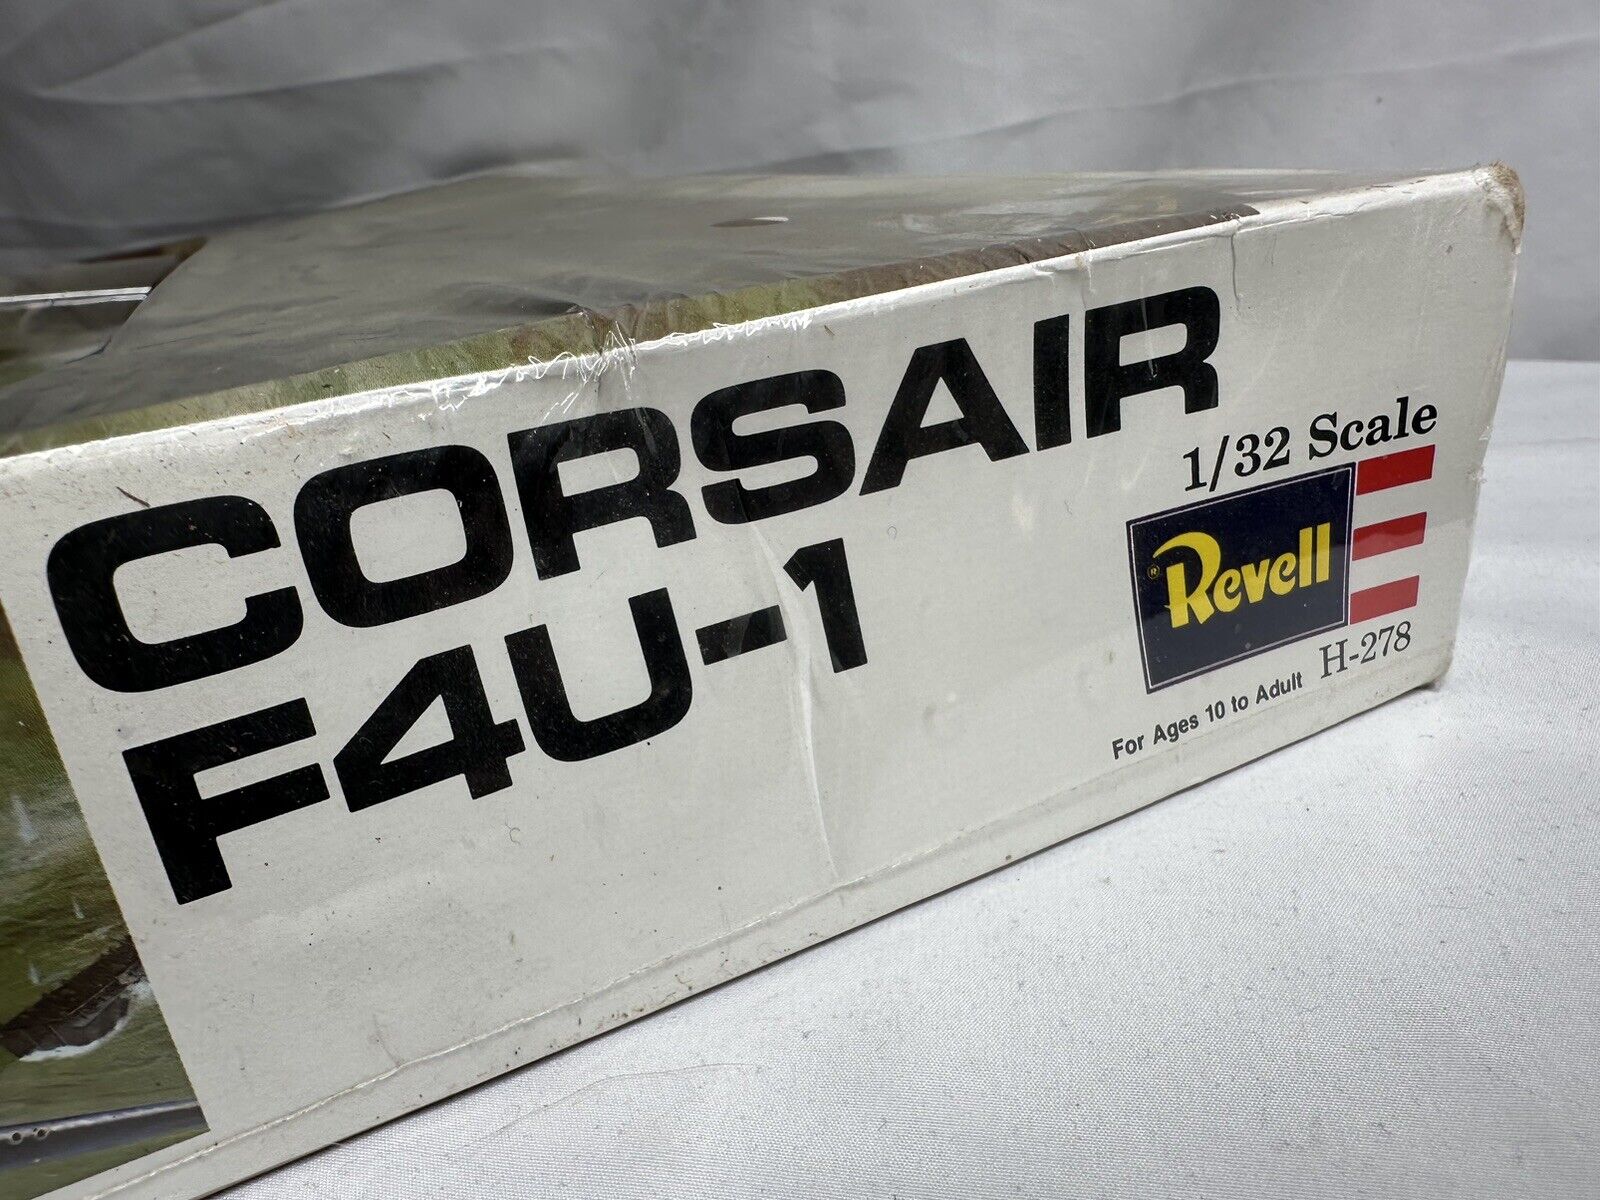 CORSAIR
F4U-1
1/32 Scale
® Revell
H-278
For Ages 10 to Adult